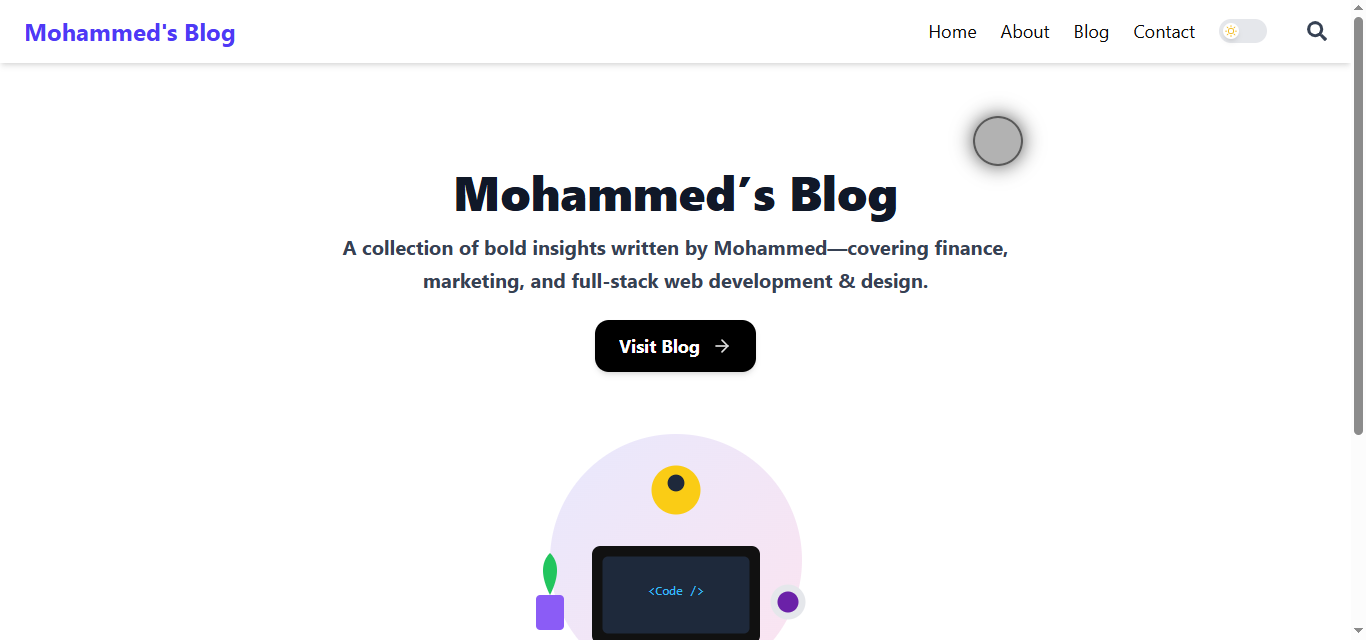 Mohammed's Blog
Home About Blog Contact
Mohammed′s Blog
A collection of bold insights written by Mohammed—covering finance,
marketing, and full-stack web development & design.
Visit Blog →
<Code />